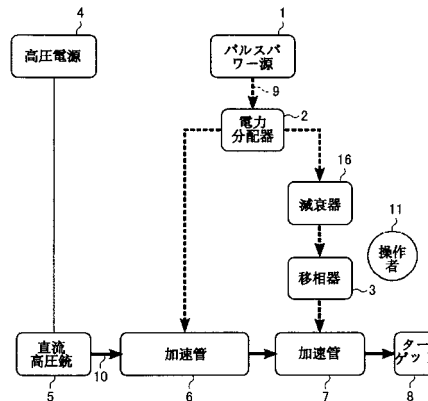 4
1
高圧電源
パルスパ
ワー源
9
2
電力
分配器
16
減衰器
11
操作
者
移相器
3
直流
高圧銃
加速管
加速管
ター
ゲット
10
5
6
7
8